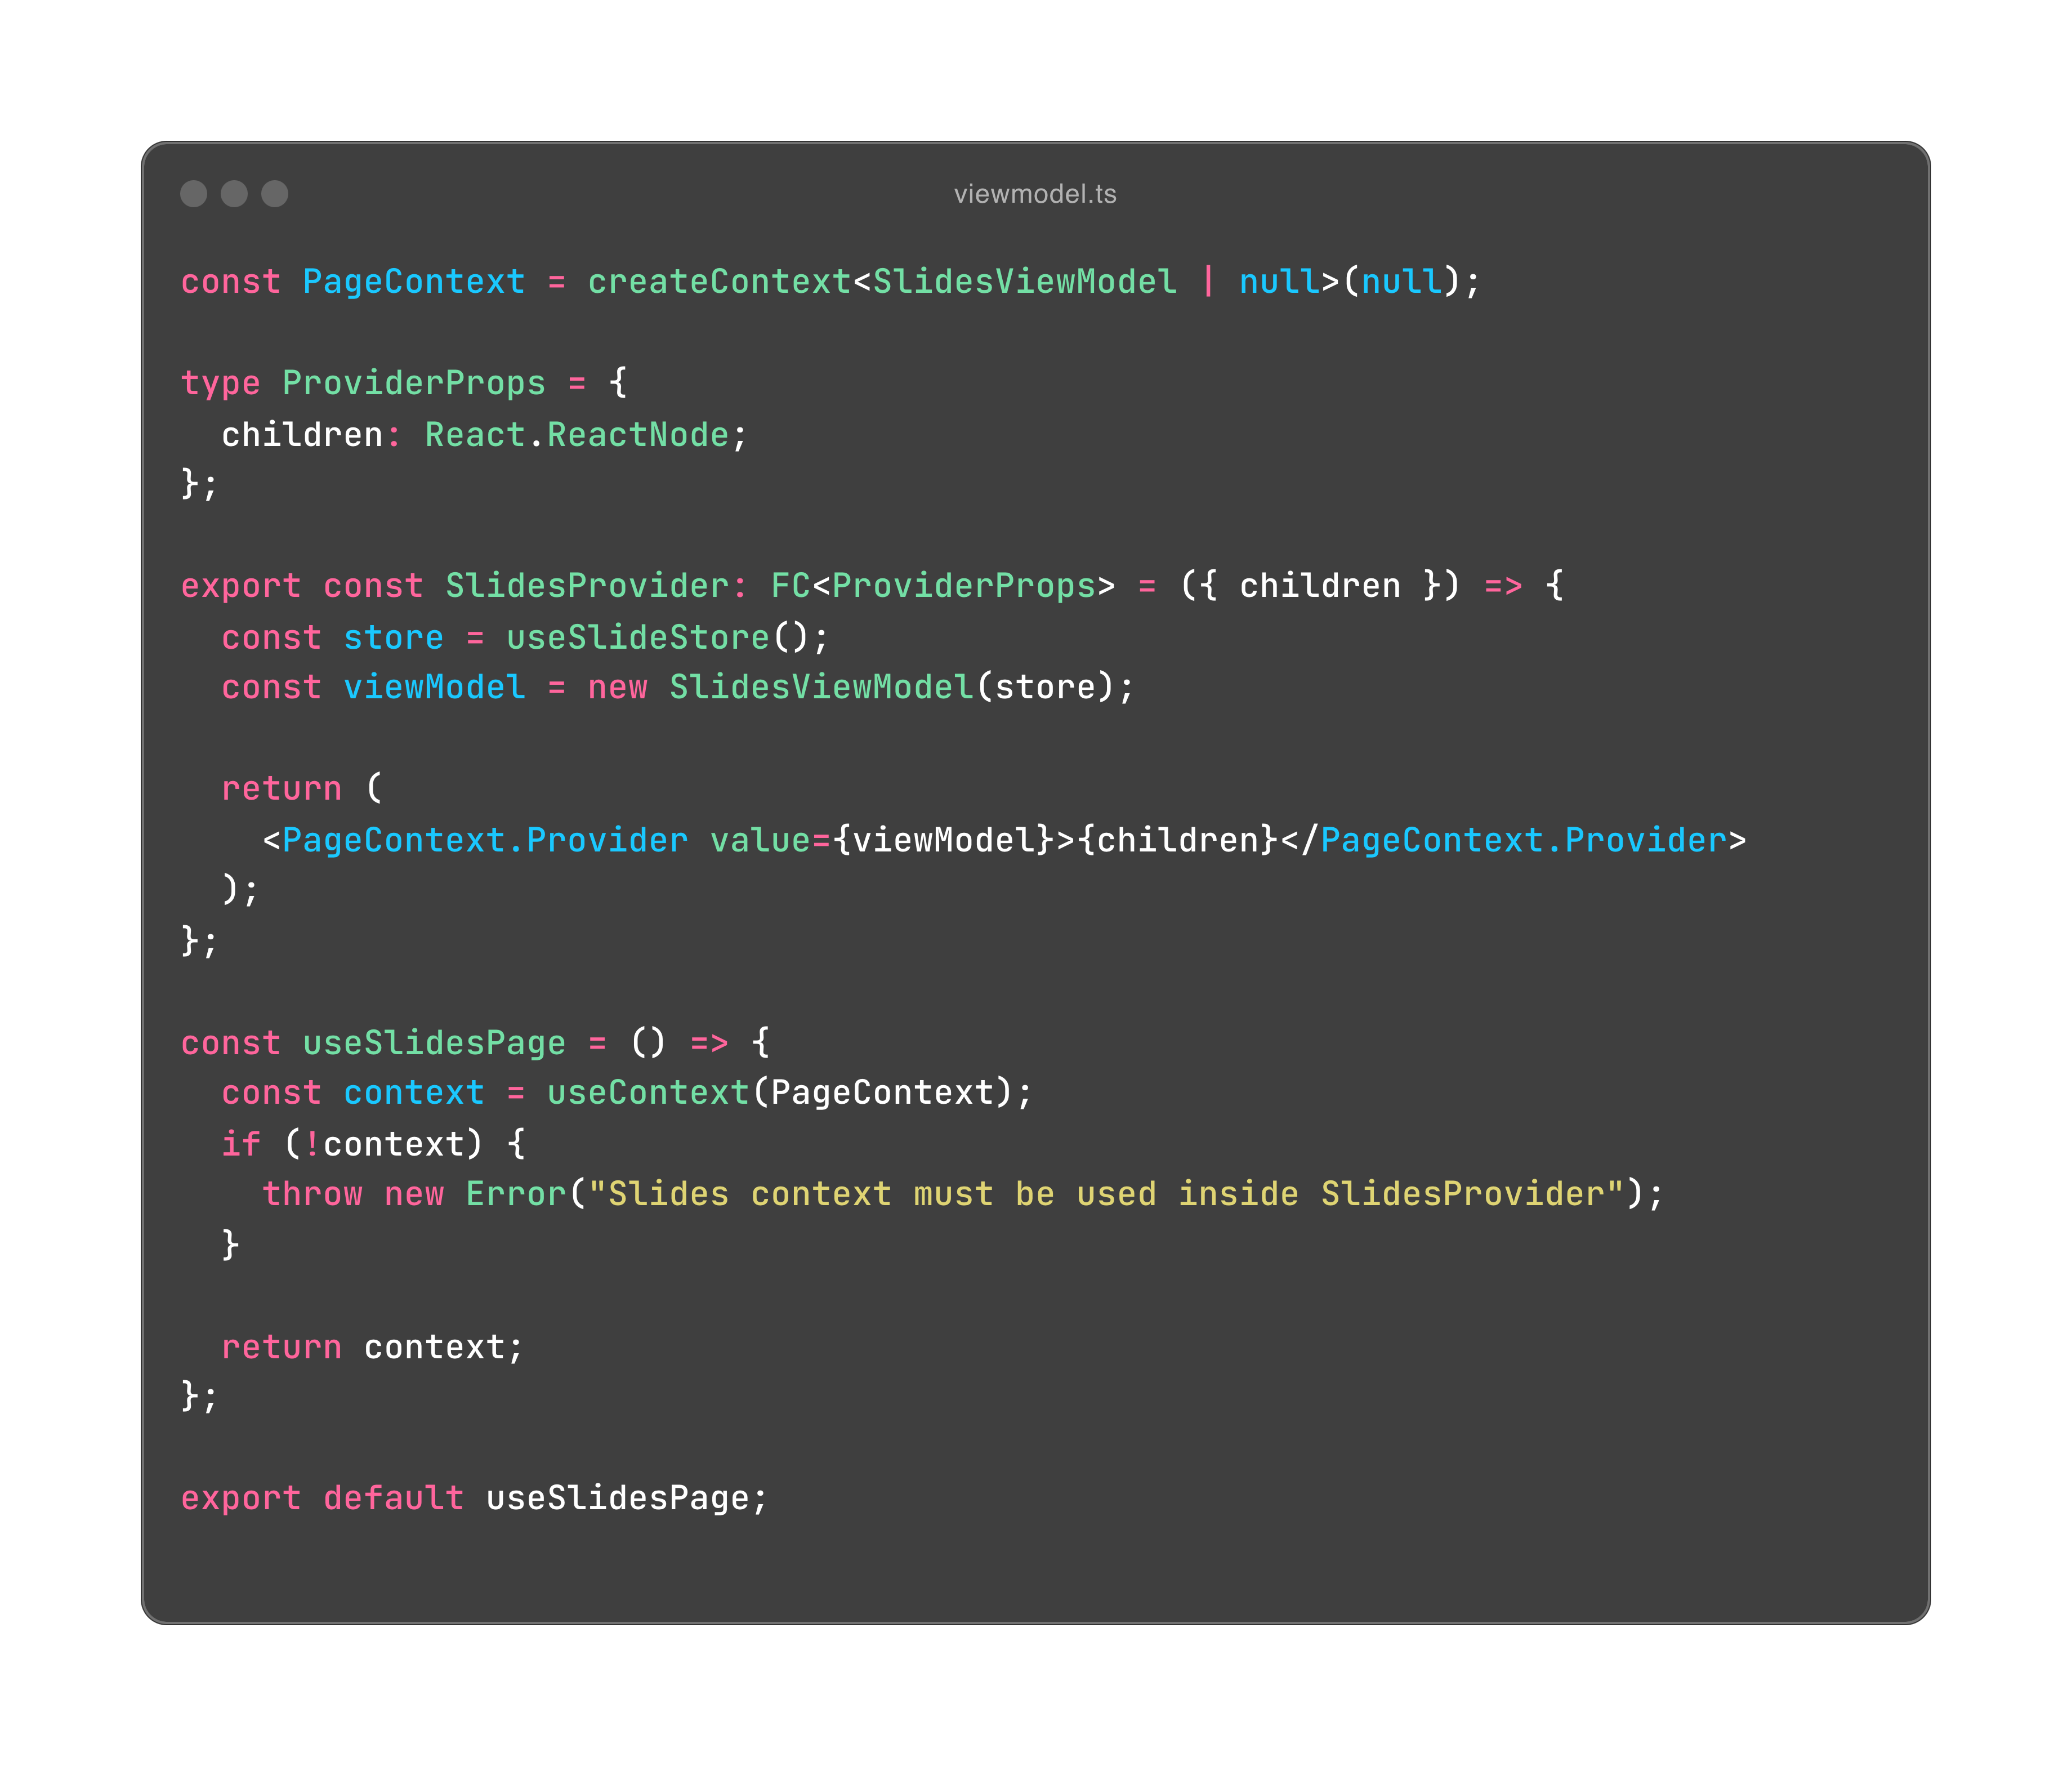 viewmodel.ts
const PageContext = createContext<SlidesViewModel | null>(null);
type ProviderProps = {
  children: React.ReactNode;
};
export const SlidesProvider: FC<ProviderProps> = ({ children }) => {
  const store = useSlideStore();
  const viewModel = new SlidesViewModel(store);
  return (
    <PageContext.Provider value={viewModel}>{children}</PageContext.Provider>
  );
};
const useSlidesPage = () => {
  const context = useContext(PageContext);
  if (!context) {
    throw new Error("Slides context must be used inside SlidesProvider");
  }
  return context;
};
export default useSlidesPage;